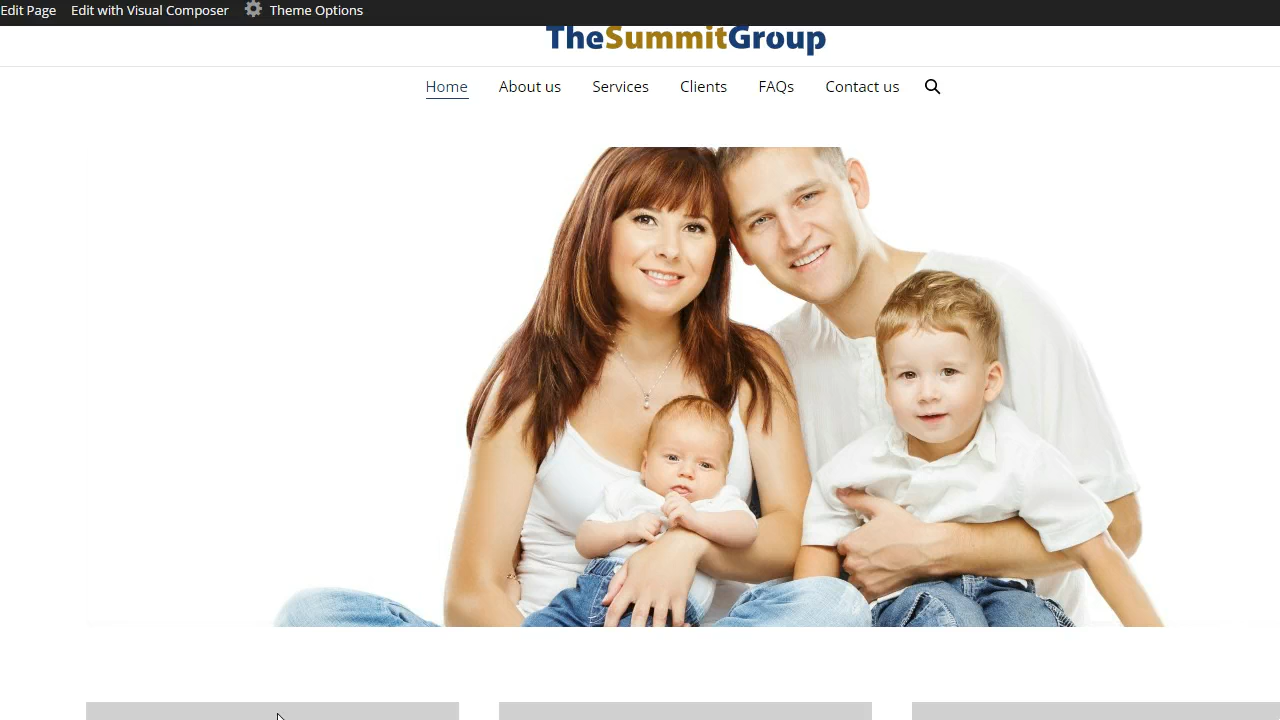 Edit Page Edit with Visual Composer Theme Options
TheSummitGroup
Home About us Services Clients FAQs Contact us